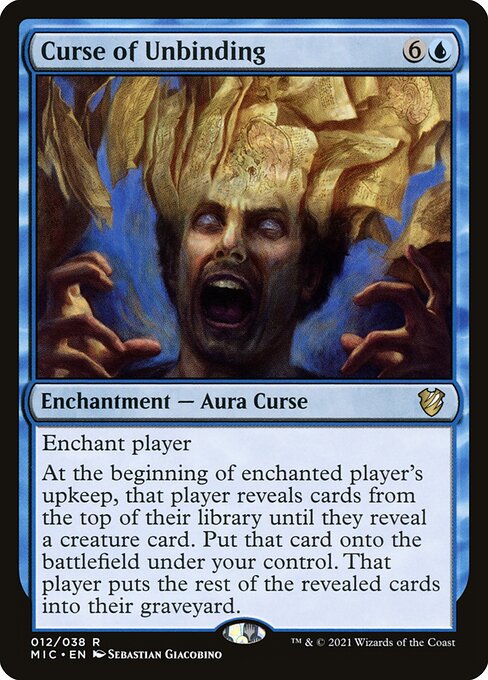 Curse of Unbinding 6
Enchantment — Aura Curse
Enchant player
At the beginning of enchanted player's
upkeep, that player reveals cards from
the top of their library until they reveal
a creature card. Put that card onto the
battlefield under your control. That
player puts the rest of the revealed cards
into their graveyard.
012/038 R
MIC • EN Sebastian Giacobino
™ & © 2021 Wizards of the Coast